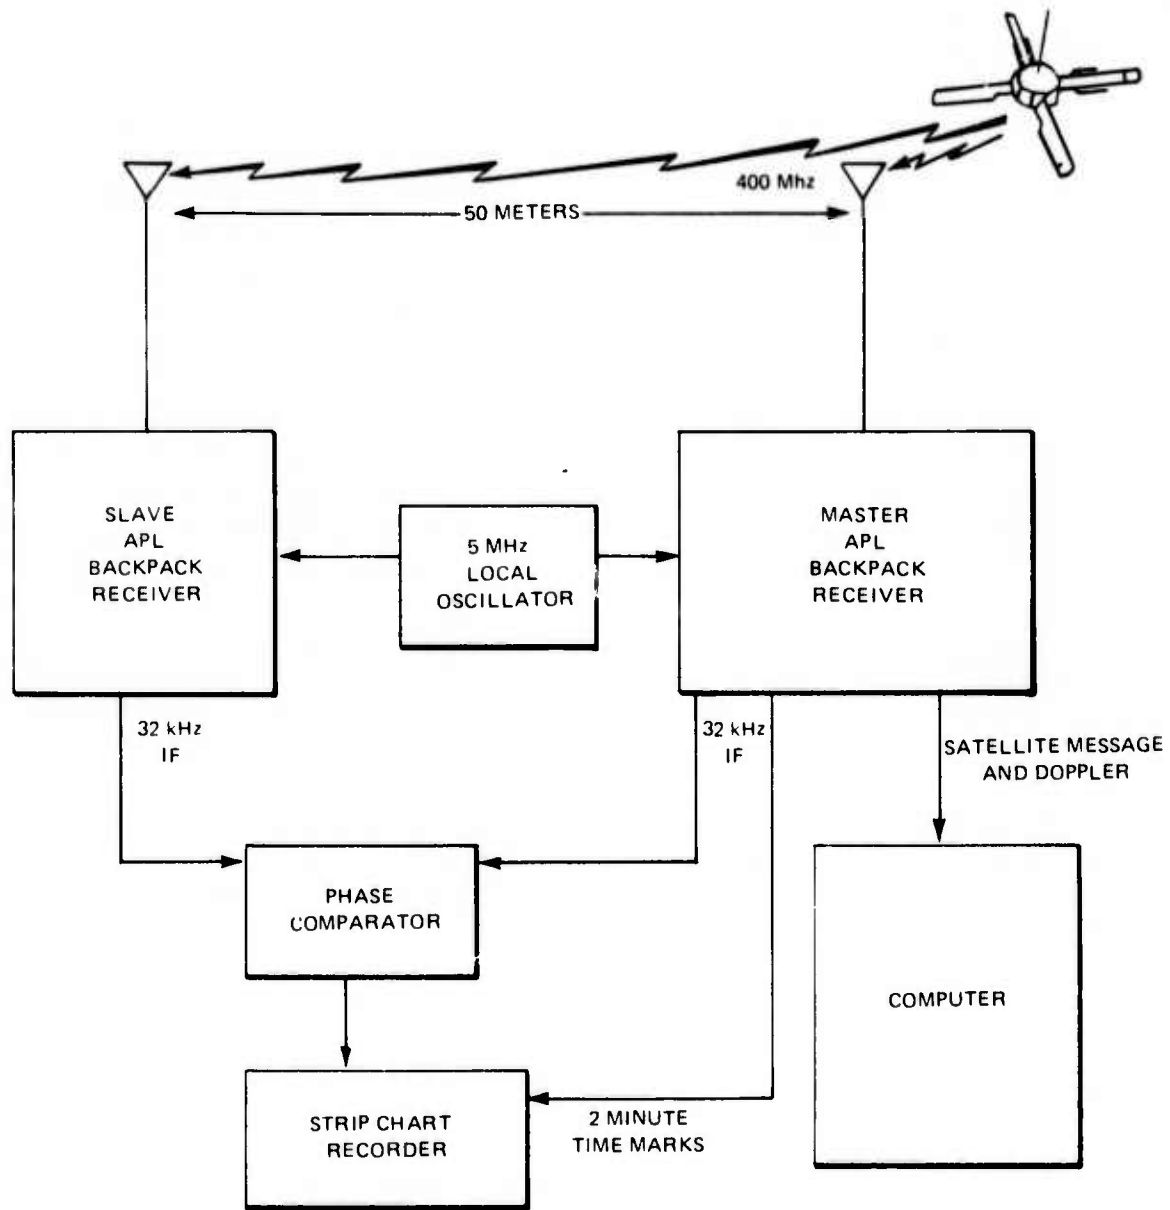 400 Mhz
50 METERS
SLAVE
APL
BACKPACK
RECEIVER
5 MHz
LOCAL
OSCILLATOR
MASTER
APL
BACKPACK
RECEIVER
32 kHz
IF
32 kHz
IF
SATELLITE MESSAGE
AND DOPPLER
PHASE
COMPARATOR
COMPUTER
STRIP CHART
RECORDER
2 MINUTE
TIME MARKS